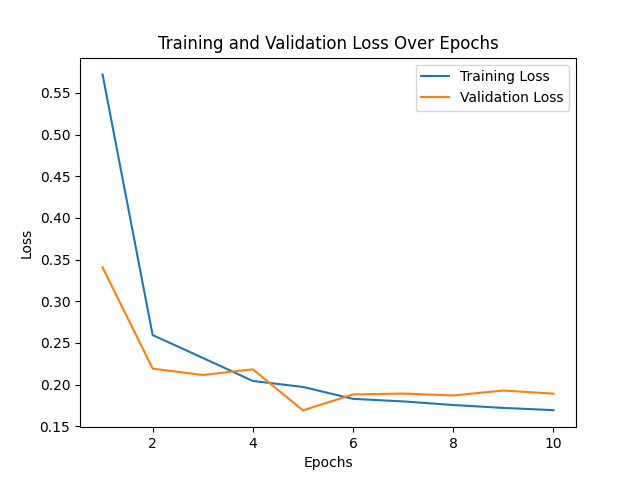 Training and Validation Loss Over Epochs
Training Loss
Validation Loss
Loss
0.55
0.50
0.45
0.40
0.35
0.30
0.25
0.20
0.15
2 4 6 8 10
Epochs